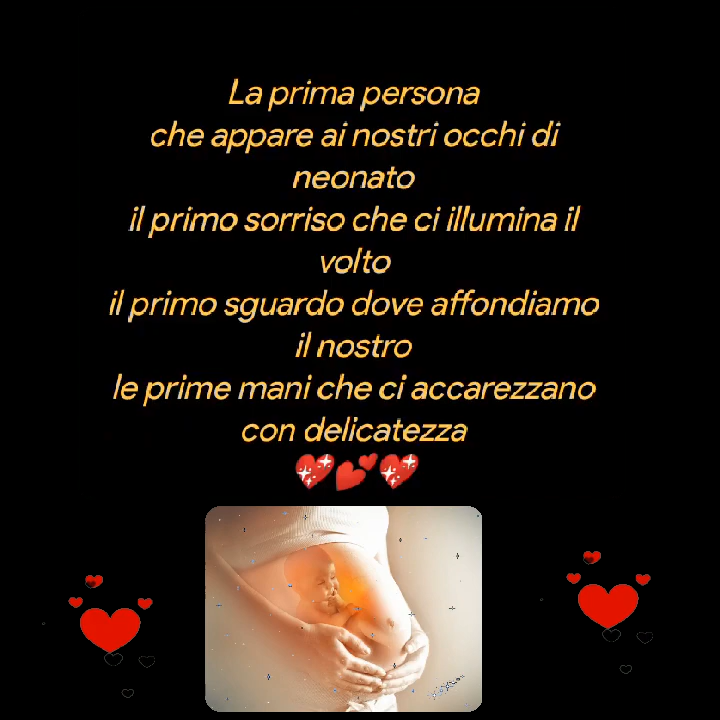 La prima persona
che appare ai nostri occhi di
neonato
il primo sorriso che ci illumina il
volto
il primo sguardo dove affondiamo
il nostro
le prime mani che ci accarezzano
con delicatezza